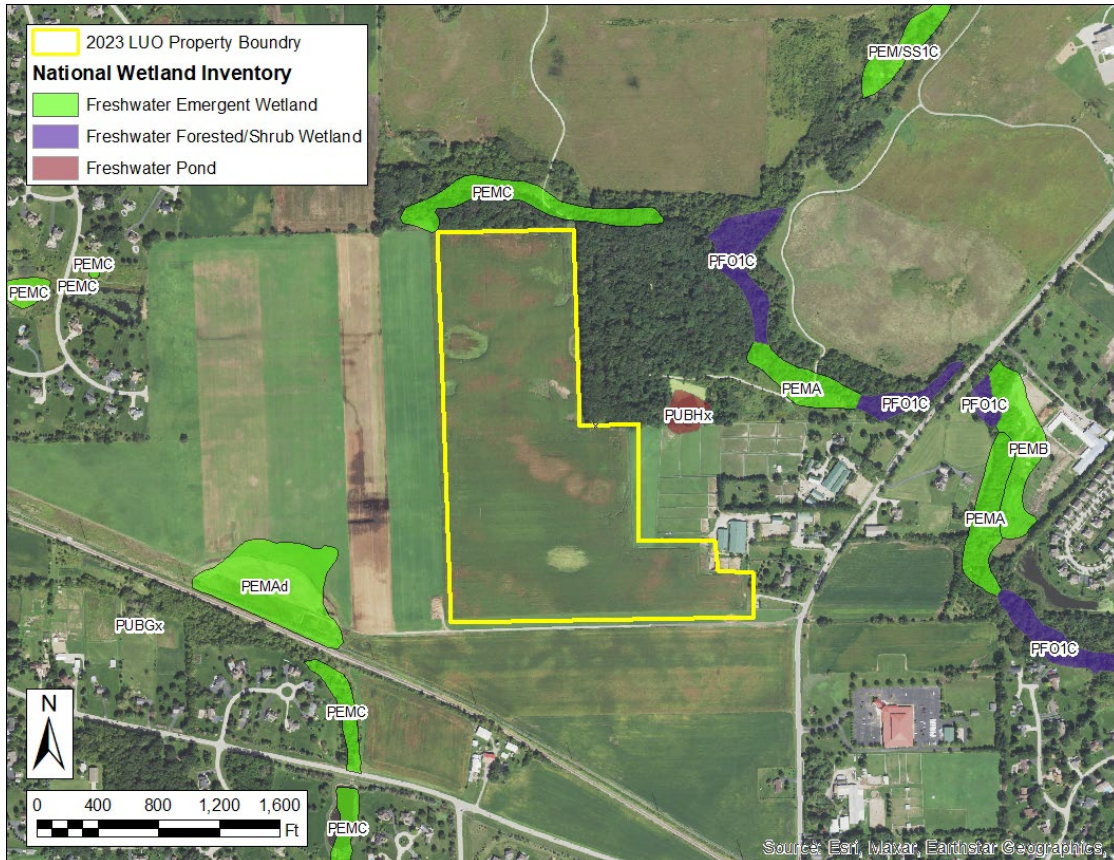 2023 LUO Property Boundry
National Wetland Inventory
Freshwater Emergent Wetland
Freshwater Forested/Shrub Wetland
Freshwater Pond
PEM/SS1C
PEMC
PFO1C
PEMC
PEMC
PEMC
PEMA
PFO1C
PFO1C
PUBHx
PEMB
PEMA
PEMAd
PUBGx
PFO1C
PEMC
N
0 400 800 1,200 1,600
Ft
PEMC
Source: Esri, Maxar, Earthstar Geographics,